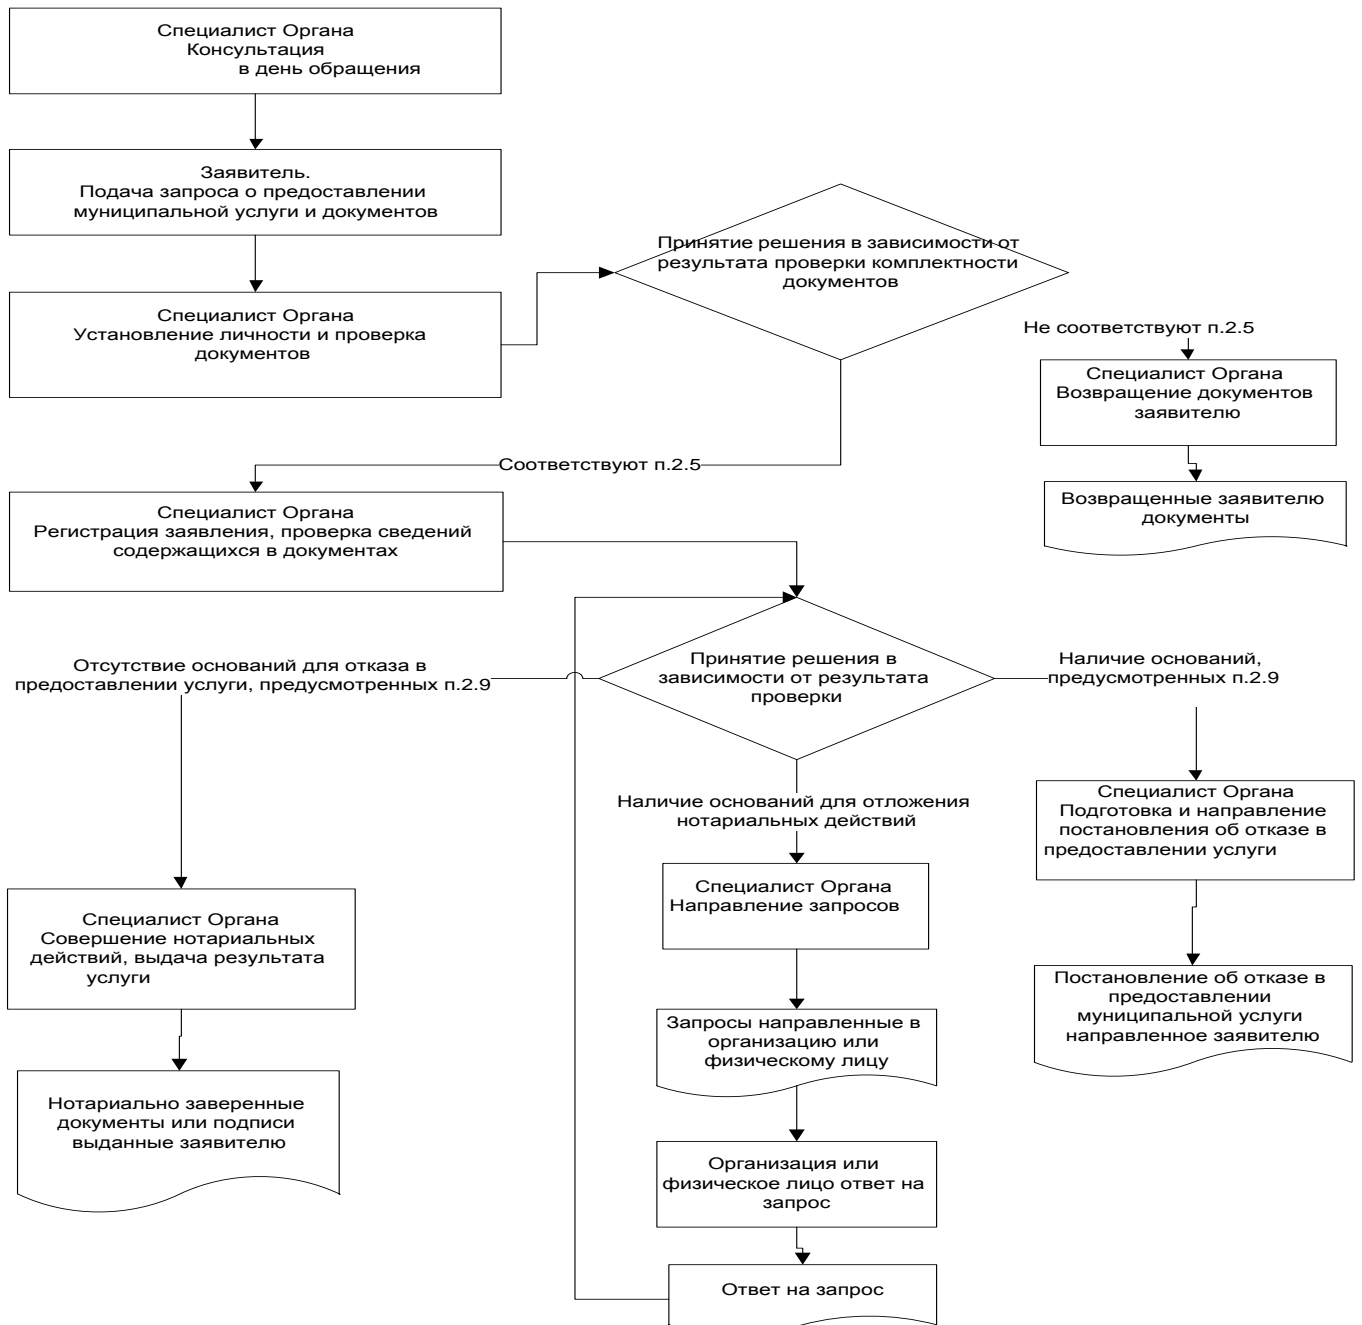 Специалист Органа
Консультация
в день обращения
Заявитель.
Подача запроса о предоставлении
муниципальной услуги и документов
Специалист Органа
Установление личности и проверка
документов
Принятие решения в зависимости от
результата проверки комплектности
документов
Не соответствуют п.2.5
Специалист Органа
Возвращение документов
заявителю
Возвращенные заявителю
документы
Соответствуют п.2.5
Специалист Органа
Регистрация заявления, проверка сведений
содержащихся в документах
Принятие решения в
зависимости от результата
проверки
Отсутствие оснований для отказа в
предоставлении услуги, предусмотренных п.2.9
Наличие оснований,
предусмотренных п.2.9
Наличие оснований для отложения
нотариальных действий
Специалист Органа
Подготовка и направление
постановления об отказе в
предоставлении услуги
Специалист Органа
Направление запросов
Специалист Органа
Совершение нотариальных
действий, выдача результата
услуги
Постановление об отказе в
предоставлении
муниципальной услуги
направленное заявителю
Запросы направленные в
организацию или
физическому лицу
Нотариально заверенные
документы или подписи
выданные заявителю
Организация или
физическое лицо ответ на
запрос
Ответ на запрос